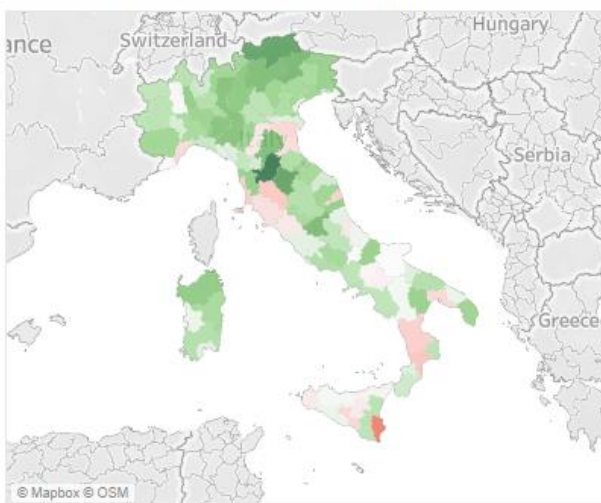 Hungary
ance
Switzerland
Serbia
Greece
© Mapbox © OSM